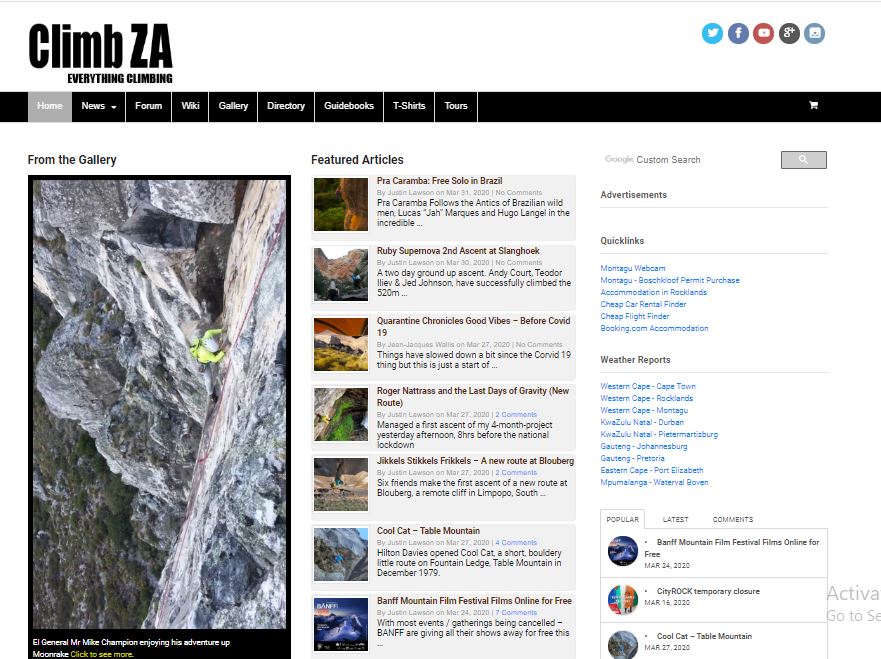 Climb ZA
EVERYTHING CLIMBING
Home
News
Forum
Wiki
Gallery
Directory
Guidebooks
T-Shirts
Tours
From the Gallery
El General Mr Mike Champion enjoying his adventure up
Moonrake Click to see more.
Featured Articles
Pra Caramba: Free Solo in Brazil
By Justin Lawson on Mar 31, 2020 | No Comments
Pra Caramba Follows the Antics of Brazilian wild
men, Lucas "Jah" Marques and Hugo Langel in the
incredible ...
Ruby Supernova 2nd Ascent at Slanghoek
By Justin Lawson on Mar 30, 2020 | No Comments
A two day ground up ascent. Andy Court, Teodor
Iliev & Jed Johnson, have successfully climbed the
520m ...
Quarantine Chronicles Good Vibes – Before Covid
19
By Jean-Jacques Wallis on Mar 27, 2020 | No Comments
Things have slowed down a bit since the Corvid 19
thing but this is just a start of ...
Roger Nattrass and the Last Days of Gravity (New
Route)
By Justin Lawson on Mar 27, 2020 | 2 Comments
Managed a first ascent of my 4-month-project
yesterday afternoon, 8hrs before the national
lockdown
Jikkels Stikkels Frikkels – A new route at Blouberg
By Justin Lawson on Mar 27, 2020 | 2 Comments
Six friends make the first ascent of a new route at
Blouberg, a remote cliff in Limpopo, South ...
Cool Cat – Table Mountain
By Justin Lawson on Mar 27, 2020 | 4 Comments
Hilton Davies opened Cool Cat, a short, bouldery
little route on Fountain Ledge, Table Mountain in
December 1979.
BANFF
Banff Mountain Film Festival Films Online for Free
By Justin Lawson on Mar 24, 2020 | 7 Comments
With most events / gatherings being cancelled –
BANFF are giving all their shows away for free this
...
Google Custom Search
Advertisements
Quicklinks
Montagu Webcam
Montagu - Boschkloof Permit Purchase
Accommodation in Rocklands
Cheap Car Rental Finder
Cheap Flight Finder
Booking.com Accommodation
Weather Reports
Western Cape - Cape Town
Western Cape - Rocklands
Western Cape - Montagu
KwaZulu Natal - Durban
KwaZulu Natal - Pietermartizburg
Gauteng - Johannesburg
Gauteng - Pretoria
Eastern Cape - Port Elizabeth
Mpumalanga - Waterval Boven
POPULAR
LATEST
COMMENTS
Banff Mountain Film Festival Films Online for
Free
MAR 24, 2020
CityROCK temporary closure
MAR 16, 2020
Cool Cat – Table Mountain
MAR 27, 2020
Activa
Go to Se